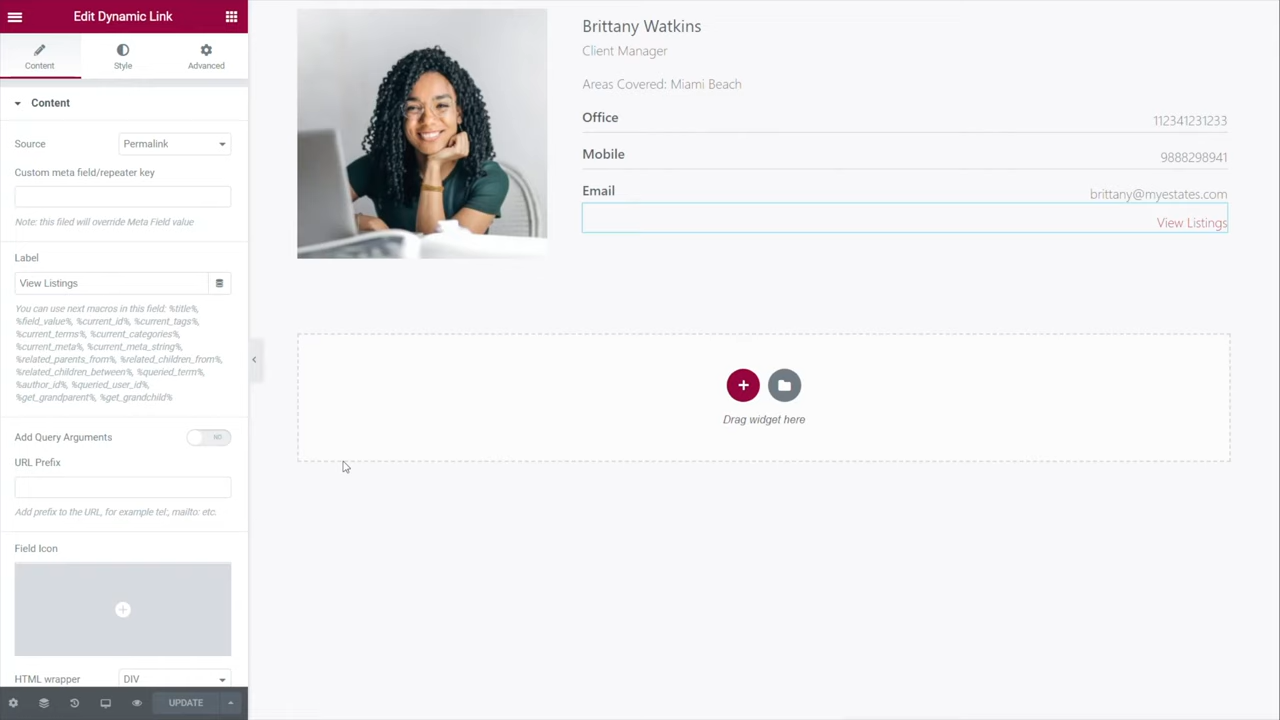 Edit Dynamic Link
Content
Style
Advanced
Content
Source
Permalink
Custom meta field/repeater key
Note: this filed will override Meta Field value
Label
View Listings
You can use next macros in this field: %title%,
%field_value%, %current_id%, %current_tags%,
%current_terms%, %current_categories%,
%current_meta%, %current_meta_string%,
%related_parents_from%, %related_children_from%,
%related_children_between%, %queried_term%,
%author_id%, %queried_user_id%,
%get_grandparent%, %get_grandchild%
Add Query Arguments
NO
URL Prefix
Add prefix to the URL, for example tel:, mailto: etc.
Field Icon
HTML wrapper
DIV
UPDATE
Brittany Watkins
Client Manager
Areas Covered: Miami Beach
Office 112341231233
Mobile 9888298941
Email brittany@myestates.com
View Listings
Drag widget here